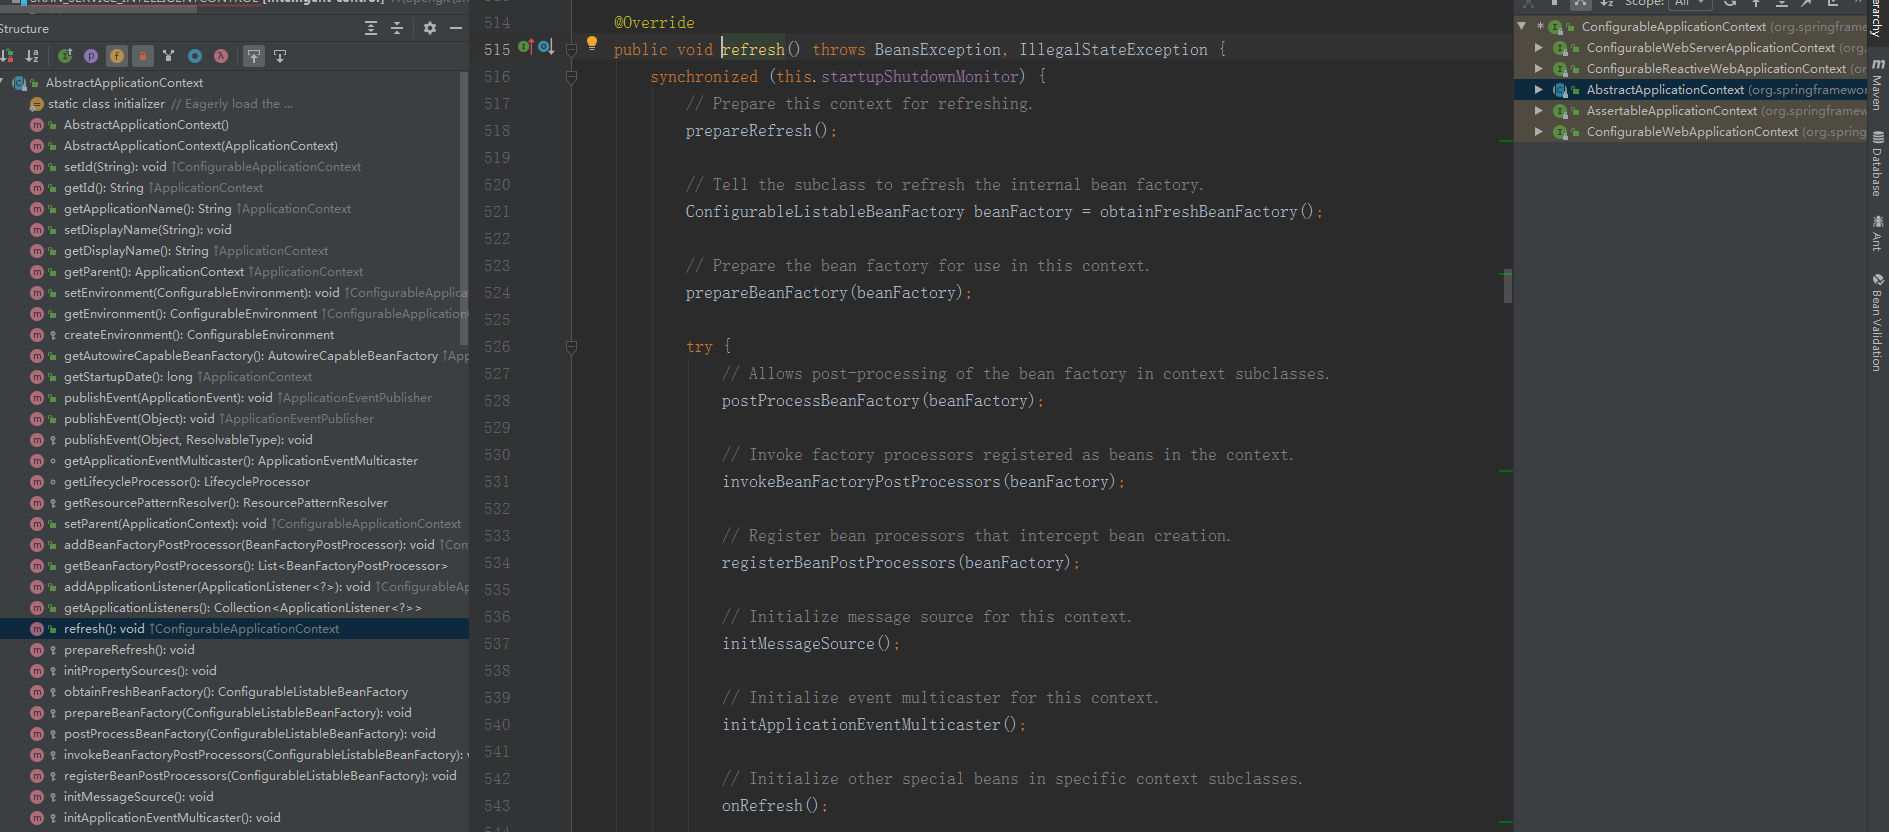 Structure
AbstractApplicationContext
static class initializer // Eagerly load the ...
AbstractApplicationContext()
AbstractApplicationContext(ApplicationContext)
setId(String): void ↑ConfigurableApplicationContext
getId(): String ↑ApplicationContext
getApplicationName(): String ↑ApplicationContext
setDisplayName(String): void
getDisplayName(): String ↑ApplicationContext
getParent(): ApplicationContext ↑ApplicationContext
setEnvironment(ConfigurableEnvironment): void ↑ConfigurableApplica
getEnvironment(): ConfigurableEnvironment ↑ConfigurableApplication
createEnvironment(): ConfigurableEnvironment
getAutowireCapableBeanFactory(): AutowireCapableBeanFactory ↑App
getStartupDate(): long ↑ApplicationContext
publishEvent(ApplicationEvent): void ↑ApplicationEventPublisher
publishEvent(Object): void ↑ApplicationEventPublisher
publishEvent(Object, ResolvableType): void
getApplicationEventMulticaster(): ApplicationEventMulticaster
getLifecycleProcessor(): LifecycleProcessor
getResourcePatternResolver(): ResourcePatternResolver
setParent(ApplicationContext): void ↑ConfigurableApplicationContext
addBeanFactoryPostProcessor(BeanFactoryPostProcessor): void ↑Con
getBeanFactoryPostProcessors(): List<BeanFactoryPostProcessor>
addApplicationListener(ApplicationListener<?>): void ↑ConfigurableAp
getApplicationListeners(): Collection<ApplicationListener<?>>
refresh(): void ↑ConfigurableApplicationContext
prepareRefresh(): void
initPropertySources(): void
obtainFreshBeanFactory(): ConfigurableListableBeanFactory
prepareBeanFactory(ConfigurableListableBeanFactory): void
postProcessBeanFactory(ConfigurableListableBeanFactory): void
invokeBeanFactoryPostProcessors(ConfigurableListableBeanFactory):
registerBeanPostProcessors(ConfigurableListableBeanFactory): void
initMessageSource(): void
initApplicationEventMulticaster(): void
514 @Override
515 public void refresh() throws BeansException, IllegalStateException {
516 synchronized (this.startupShutdownMonitor) {
517 // Prepare this context for refreshing.
518 prepareRefresh();
519
520 // Tell the subclass to refresh the internal bean factory.
521 ConfigurableListableBeanFactory beanFactory = obtainFreshBeanFactory();
522
523 // Prepare the bean factory for use in this context.
524 prepareBeanFactory(beanFactory);
525
526 try {
527 // Allows post-processing of the bean factory in context subclasses.
528 postProcessBeanFactory(beanFactory);
529
530 // Invoke factory processors registered as beans in the context.
531 invokeBeanFactoryPostProcessors(beanFactory);
532
533 // Register bean processors that intercept bean creation.
534 registerBeanPostProcessors(beanFactory);
535
536 // Initialize message source for this context.
537 initMessageSource();
538
539 // Initialize event multicaster for this context.
540 initApplicationEventMulticaster();
541
542 // Initialize other special beans in specific context subclasses.
543 onRefresh();
Scope: All
* ConfigurableApplicationContext (org.springframe
ConfigurableWebServerApplicationContext (org.
ConfigurableReactiveWebApplicationContext (or
AbstractApplicationContext (org.springframewor
AssertableApplicationContext (org.springframew
ConfigurableWebApplicationContext (org.spring
erarchy
Maven
Database
Ant
Bean Validation